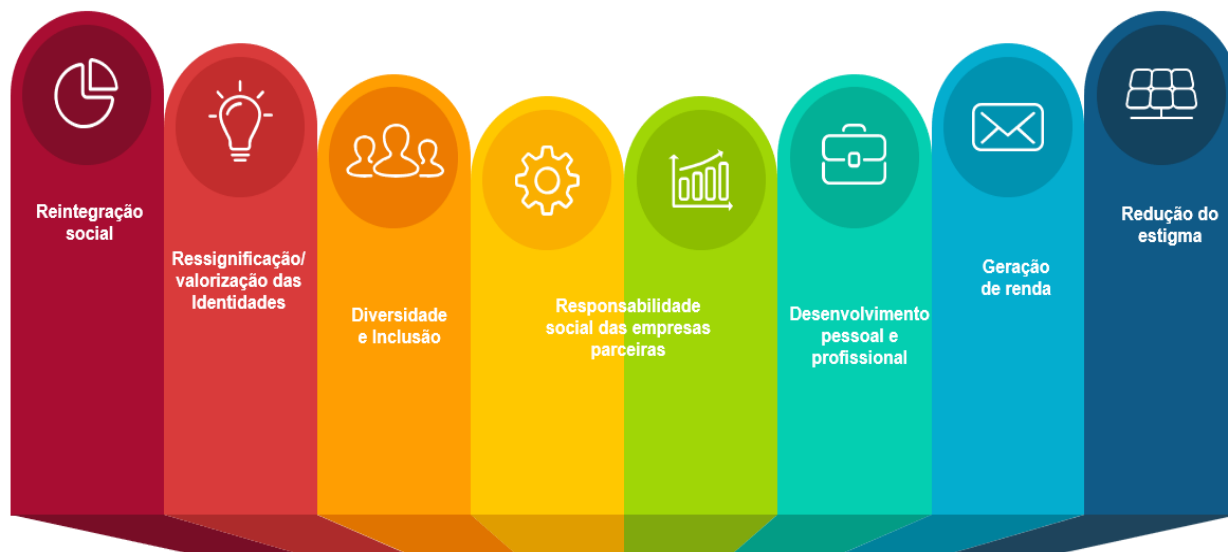 Reintegração
social
Ressignificação/
valorização das
Identidades
Diversidade
e Inclusão
Responsabilidade
social das empresas
parceiras
Desenvolvimento
pessoal e
profissional
Geração
de renda
Redução do
estigma